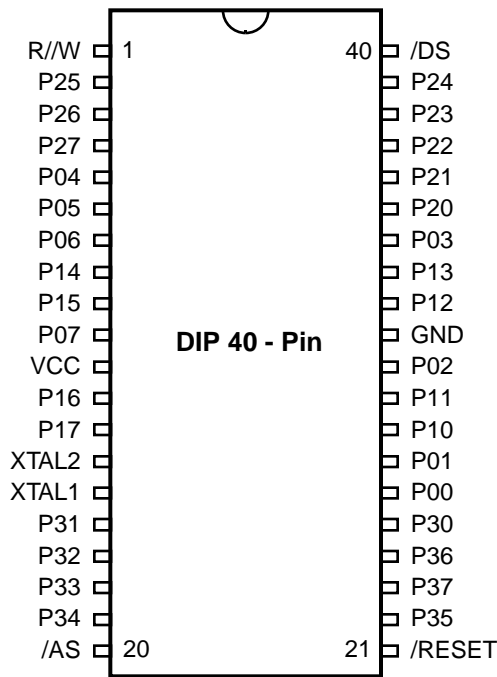 R//W 1 40 /DS
P25 P24
P26 P23
P27 P22
P04 P21
P05 P20
P06 P03
P14 P13
P15 P12
P07 DIP 40 - Pin GND
VCC P02
P16 P11
P17 P10
XTAL2 P01
XTAL1 P00
P31 P30
P32 P36
P33 P37
P34 P35
/AS 20 21 /RESET